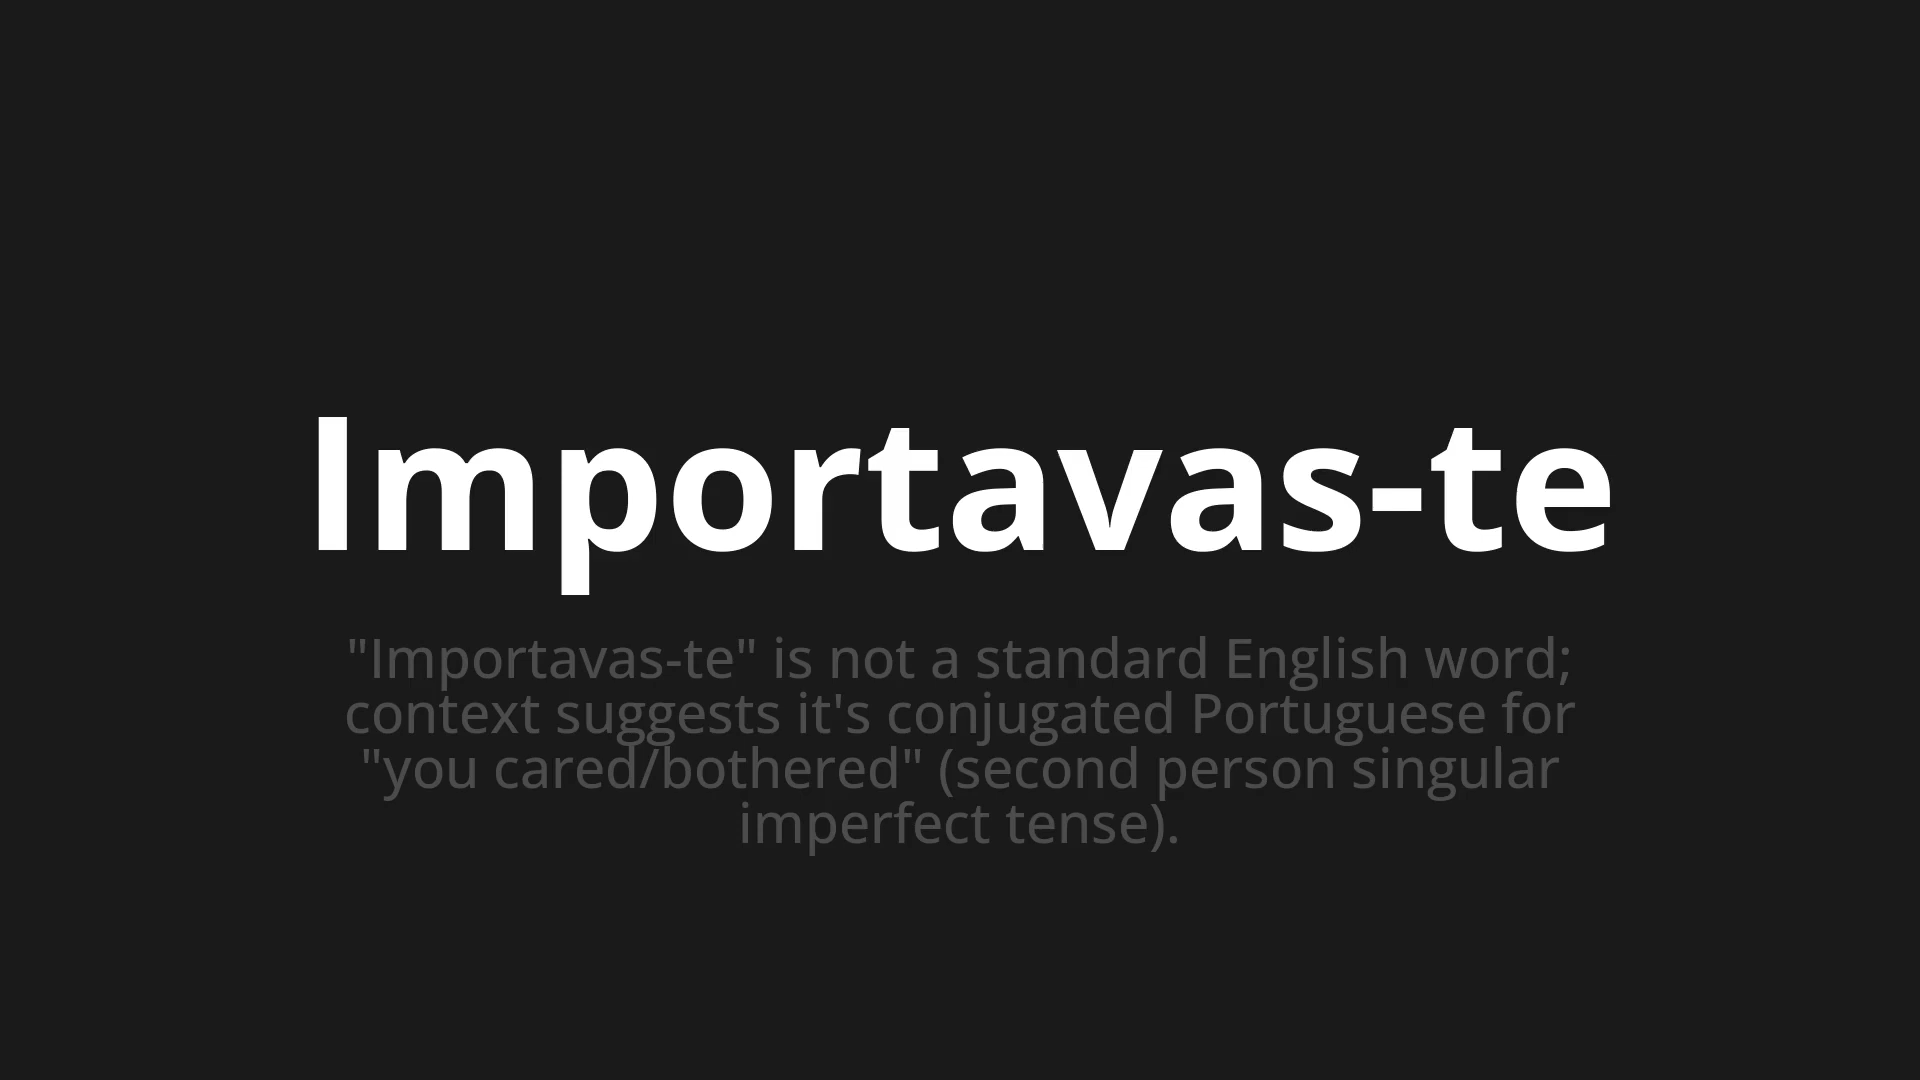 Importavas-te
"Importavas-te" is not a standard English word;
context suggests it's conjugated Portuguese for
"you cared/bothered" (second person singular
imperfect tense).